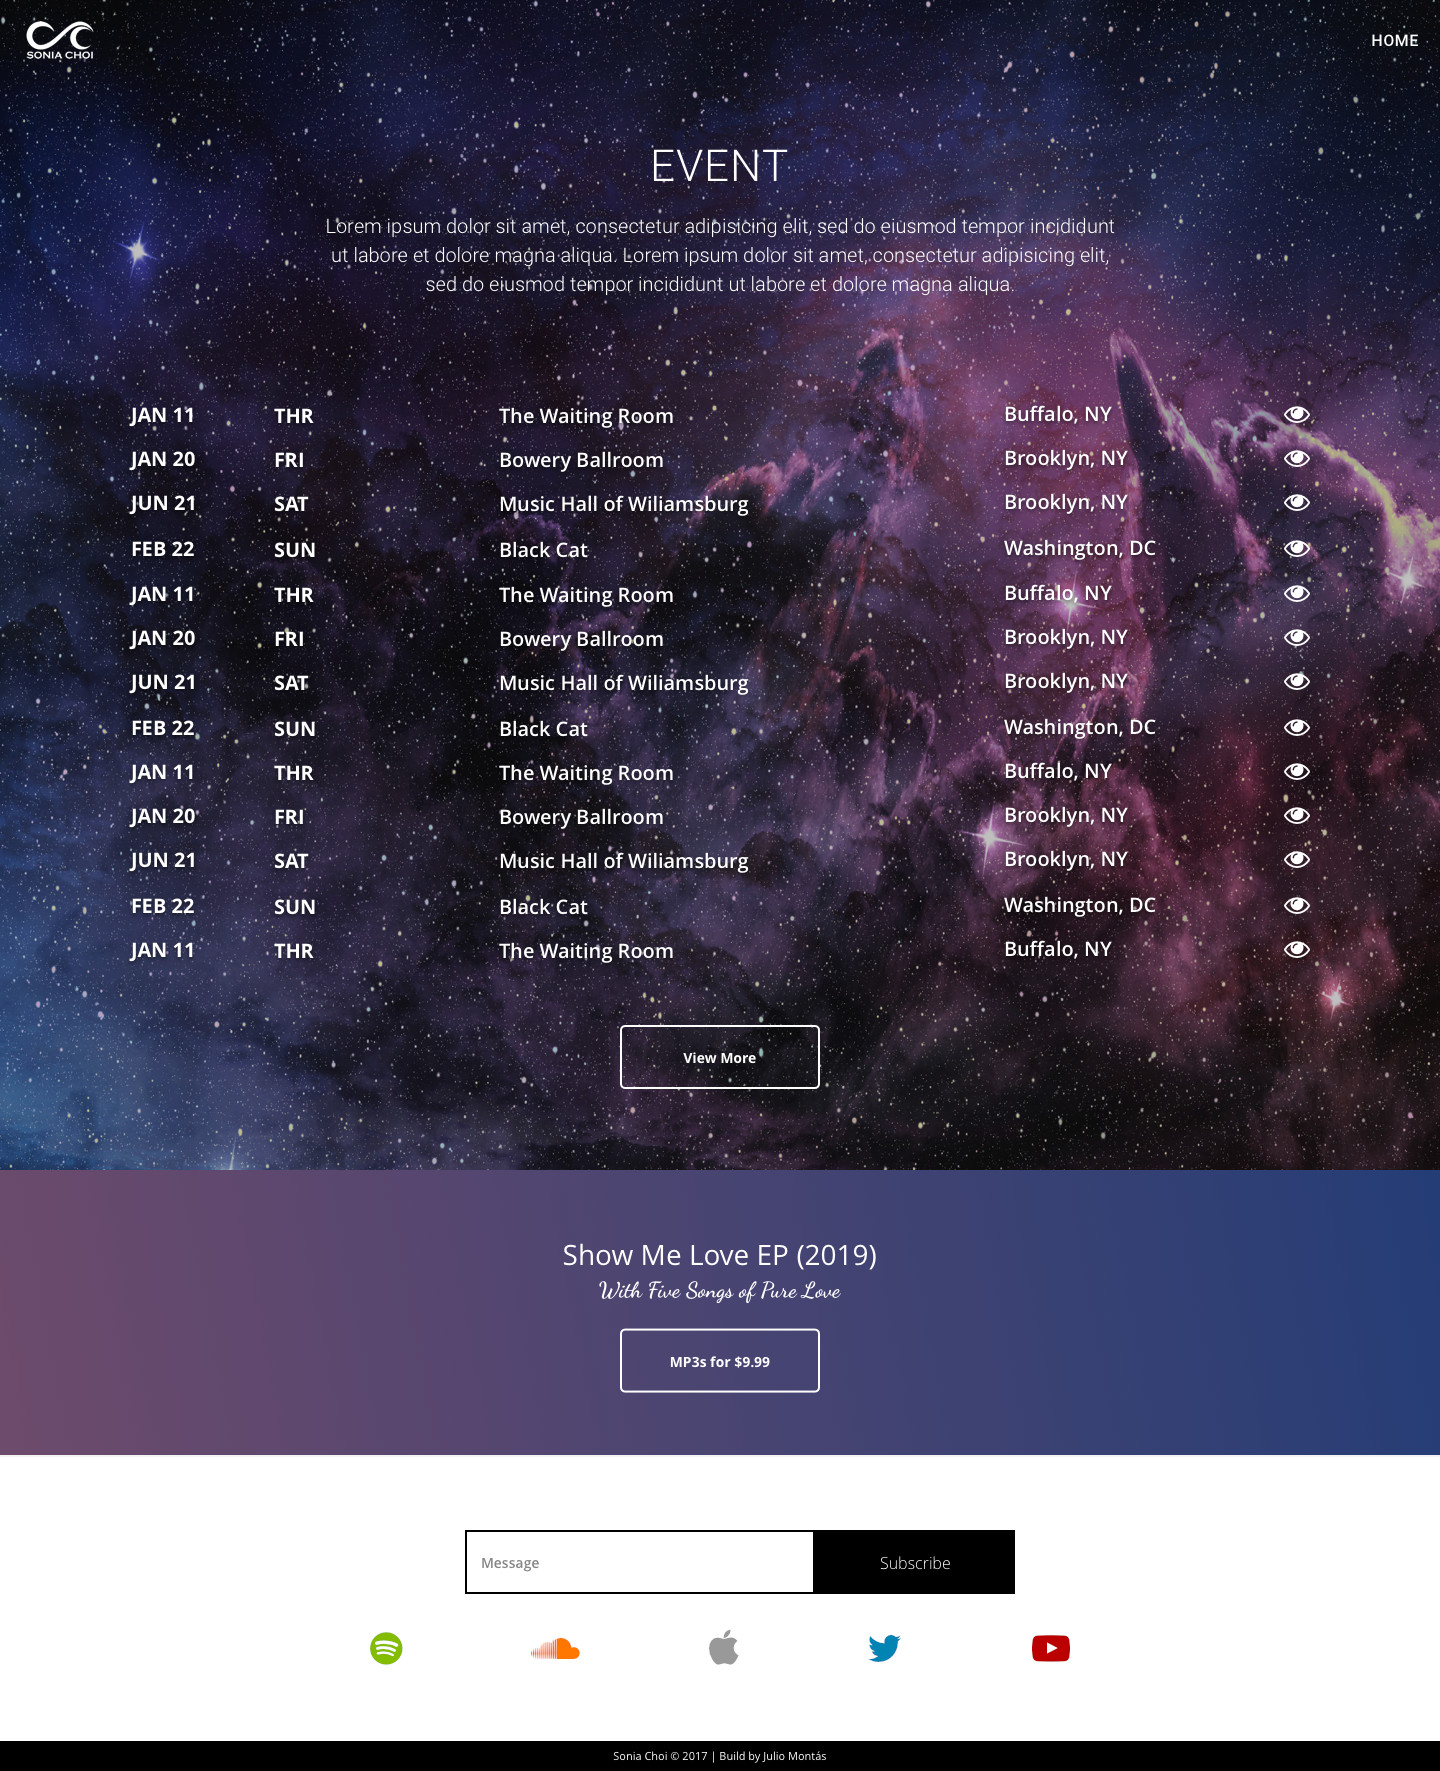 SONIA CHOI
HOME
EVENT
Lorem ipsum dolor sit amet, consectetur adipisicing elit, sed do eiusmod tempor incididunt
ut labore et dolore magna aliqua. Lorem ipsum dolor sit amet, consectetur adipisicing elit,
sed do eiusmod tempor incididunt ut labore et dolore magna aliqua.
JAN 11 THR The Waiting Room Buffalo, NY
JAN 20 FRI Bowery Ballroom Brooklyn, NY
JUN 21 SAT Music Hall of Wiliamsburg Brooklyn, NY
FEB 22 SUN Black Cat Washington, DC
JAN 11 THR The Waiting Room Buffalo, NY
JAN 20 FRI Bowery Ballroom Brooklyn, NY
JUN 21 SAT Music Hall of Wiliamsburg Brooklyn, NY
FEB 22 SUN Black Cat Washington, DC
JAN 11 THR The Waiting Room Buffalo, NY
JAN 20 FRI Bowery Ballroom Brooklyn, NY
JUN 21 SAT Music Hall of Wiliamsburg Brooklyn, NY
FEB 22 SUN Black Cat Washington, DC
JAN 11 THR The Waiting Room Buffalo, NY
View More
Show Me Love EP (2019)
With Five Songs of Pure Love
MP3s for $9.99
Message Subscribe
Sonia Choi © 2017 | Build by Julio Montás